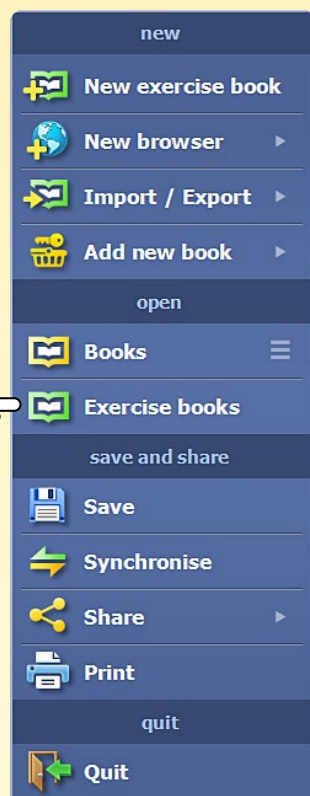 new
New exercise book
New browser
Import / Export
Add new book
open
Books
Exercise books
save and share
Save
Synchronise
Share
Print
quit
Quit